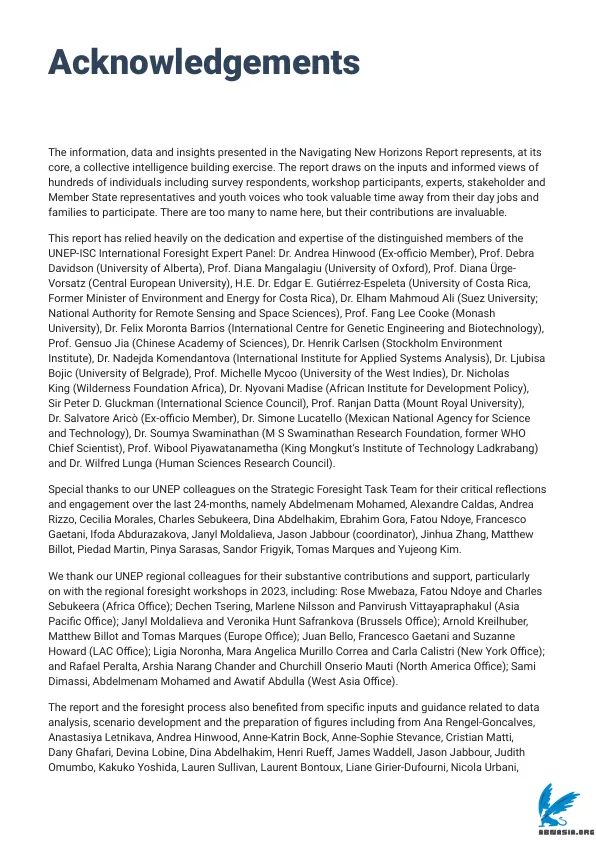 Acknowledgements
The information, data and insights presented in the Navigating New Horizons Report represents, at its
core, a collective intelligence building exercise. The report draws on the inputs and informed views of
hundreds of individuals including survey respondents, workshop participants, experts, stakeholder and
Member State representatives and youth voices who took valuable time away from their day jobs and
families to participate. There are too many to name here, but their contributions are invaluable.
This report has relied heavily on the dedication and expertise of the distinguished members of the
UNEP-ISC International Foresight Expert Panel: Dr. Andrea Hinwood (Ex-officio Member), Prof. Debra
Davidson (University of Alberta), Prof. Diana Mangalagiu (University of Oxford), Prof. Diana Ürge-
Vorsatz (Central European University), H.E. Dr. Edgar E. Gutiérrez-Espeleta (University of Costa Rica,
Former Minister of Environment and Energy for Costa Rica), Dr. Elham Mahmoud Ali (Suez University;
National Authority for Remote Sensing and Space Sciences), Prof. Fang Lee Cooke (Monash
University), Dr. Felix Moronta Barrios (International Centre for Genetic Engineering and Biotechnology),
Prof. Gensuo Jia (Chinese Academy of Sciences), Dr. Henrik Carlsen (Stockholm Environment
Institute), Dr. Nadejda Komendantova (International Institute for Applied Systems Analysis), Dr. Ljubisa
Bojic (University of Belgrade), Prof. Michelle Mycoo (University of the West Indies), Dr. Nicholas
King (Wilderness Foundation Africa), Dr. Nyovani Madise (African Institute for Development Policy),
Sir Peter D. Gluckman (International Science Council), Prof. Ranjan Datta (Mount Royal University),
Dr. Salvatore Aricò (Ex-officio Member), Dr. Simone Lucatello (Mexican National Agency for Science
and Technology), Dr. Soumya Swaminathan (M S Swaminathan Research Foundation, former WHO
Chief Scientist), Prof. Wibool Piyawatanametha (King Mongkut’s Institute of Technology Ladkrabang)
and Dr. Wilfred Lunga (Human Sciences Research Council).
Special thanks to our UNEP colleagues on the Strategic Foresight Task Team for their critical reflections
and engagement over the last 24-months, namely Abdelmenam Mohamed, Alexandre Caldas, Andrea
Rizzo, Cecilia Morales, Charles Sebukeera, Dina Abdelhakim, Ebrahim Gora, Fatou Ndoye, Francesco
Gaetani, Ifoda Abdurazakova, Janyl Moldalieva, Jason Jabbour (coordinator), Jinhua Zhang, Matthew
Billot, Piedad Martin, Pinya Sarasas, Sandor Frigyik, Tomas Marques and Yujeong Kim.
We thank our UNEP regional colleagues for their substantive contributions and support, particularly
on with the regional foresight workshops in 2023, including: Rose Mwebaza, Fatou Ndoye and Charles
Sebukeera (Africa Office); Dechen Tsering, Marlene Nilsson and Panvirush Vittayapraphakul (Asia
Pacific Office); Janyl Moldalieva and Veronika Hunt Safrankova (Brussels Office); Arnold Kreilhuber,
Matthew Billot and Tomas Marques (Europe Office); Juan Bello, Francesco Gaetani and Suzanne
Howard (LAC Office); Ligia Noronha, Mara Angelica Murillo Correa and Carla Calistri (New York Office);
and Rafael Peralta, Arshia Narang Chander and Churchill Onserio Mauti (North America Office); Sami
Dimassi, Abdelmenam Mohamed and Awatif Abdulla (West Asia Office).
The report and the foresight process also benefited from specific inputs and guidance related to data
analysis, scenario development and the preparation of figures including from Ana Rengel-Goncalves,
Anastasiya Letnikava, Andrea Hinwood, Anne-Katrin Bock, Anne-Sophie Stevance, Cristian Matti,
Dany Ghafari, Devina Lobine, Dina Abdelhakim, Henri Rueff, James Waddell, Jason Jabbour, Judith
Omumbo, Kakuko Yoshida, Lauren Sullivan, Laurent Bontoux, Liane Girier-Dufourni, Nicola Urbani,
ABNASIA.ORG